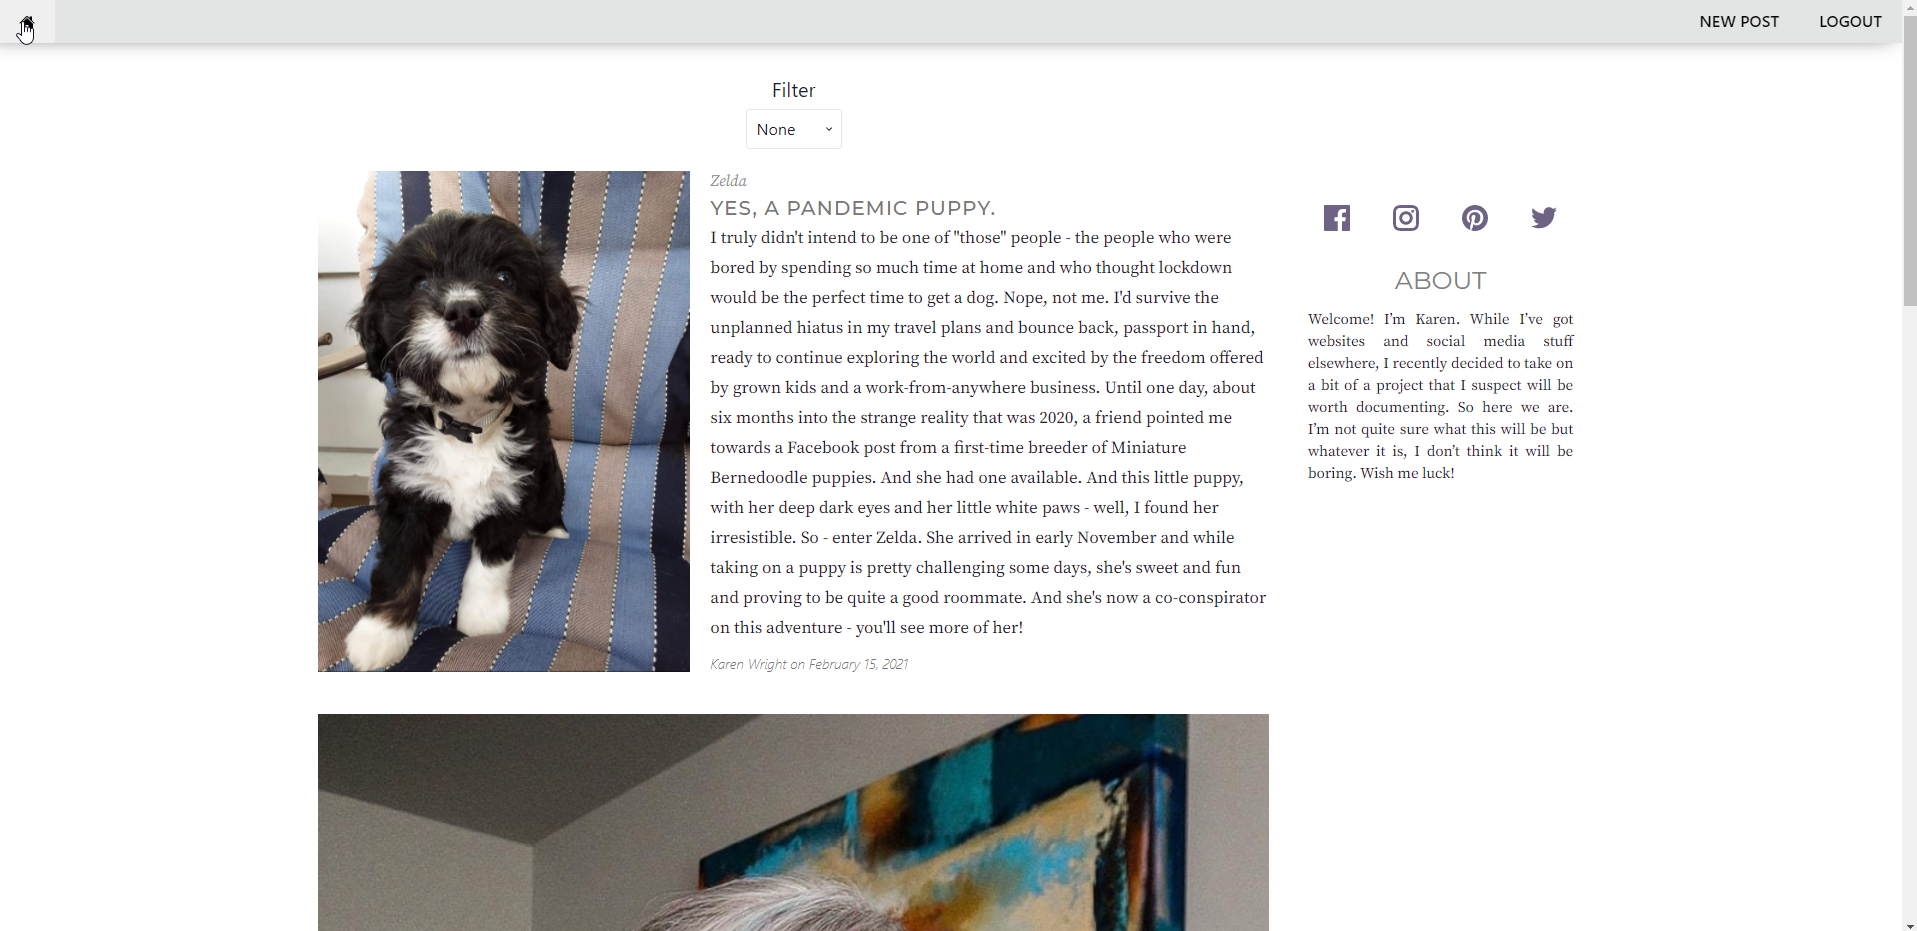 NEW POST LOGOUT
Filter
None
Zelda
YES, A PANDEMIC PUPPY.
I truly didn't intend to be one of "those" people - the people who were
bored by spending so much time at home and who thought lockdown
would be the perfect time to get a dog. Nope, not me. I'd survive the
unplanned hiatus in my travel plans and bounce back, passport in hand,
ready to continue exploring the world and excited by the freedom offered
by grown kids and a work-from-anywhere business. Until one day, about
six months into the strange reality that was 2020, a friend pointed me
towards a Facebook post from a first-time breeder of Miniature
Bernedoodle puppies. And she had one available. And this little puppy,
with her deep dark eyes and her little white paws - well, I found her
irresistible. So - enter Zelda. She arrived in early November and while
taking on a puppy is pretty challenging some days, she's sweet and fun
and proving to be quite a good roommate. And she's now a co-conspirator
on this adventure - you'll see more of her!
Karen Wright on February 15, 2021
ABOUT
Welcome! I’m Karen. While I’ve got
websites and social media stuff
elsewhere, I recently decided to take on
a bit of a project that I suspect will be
worth documenting. So here we are.
I’m not quite sure what this will be but
whatever it is, I don’t think it will be
boring. Wish me luck!